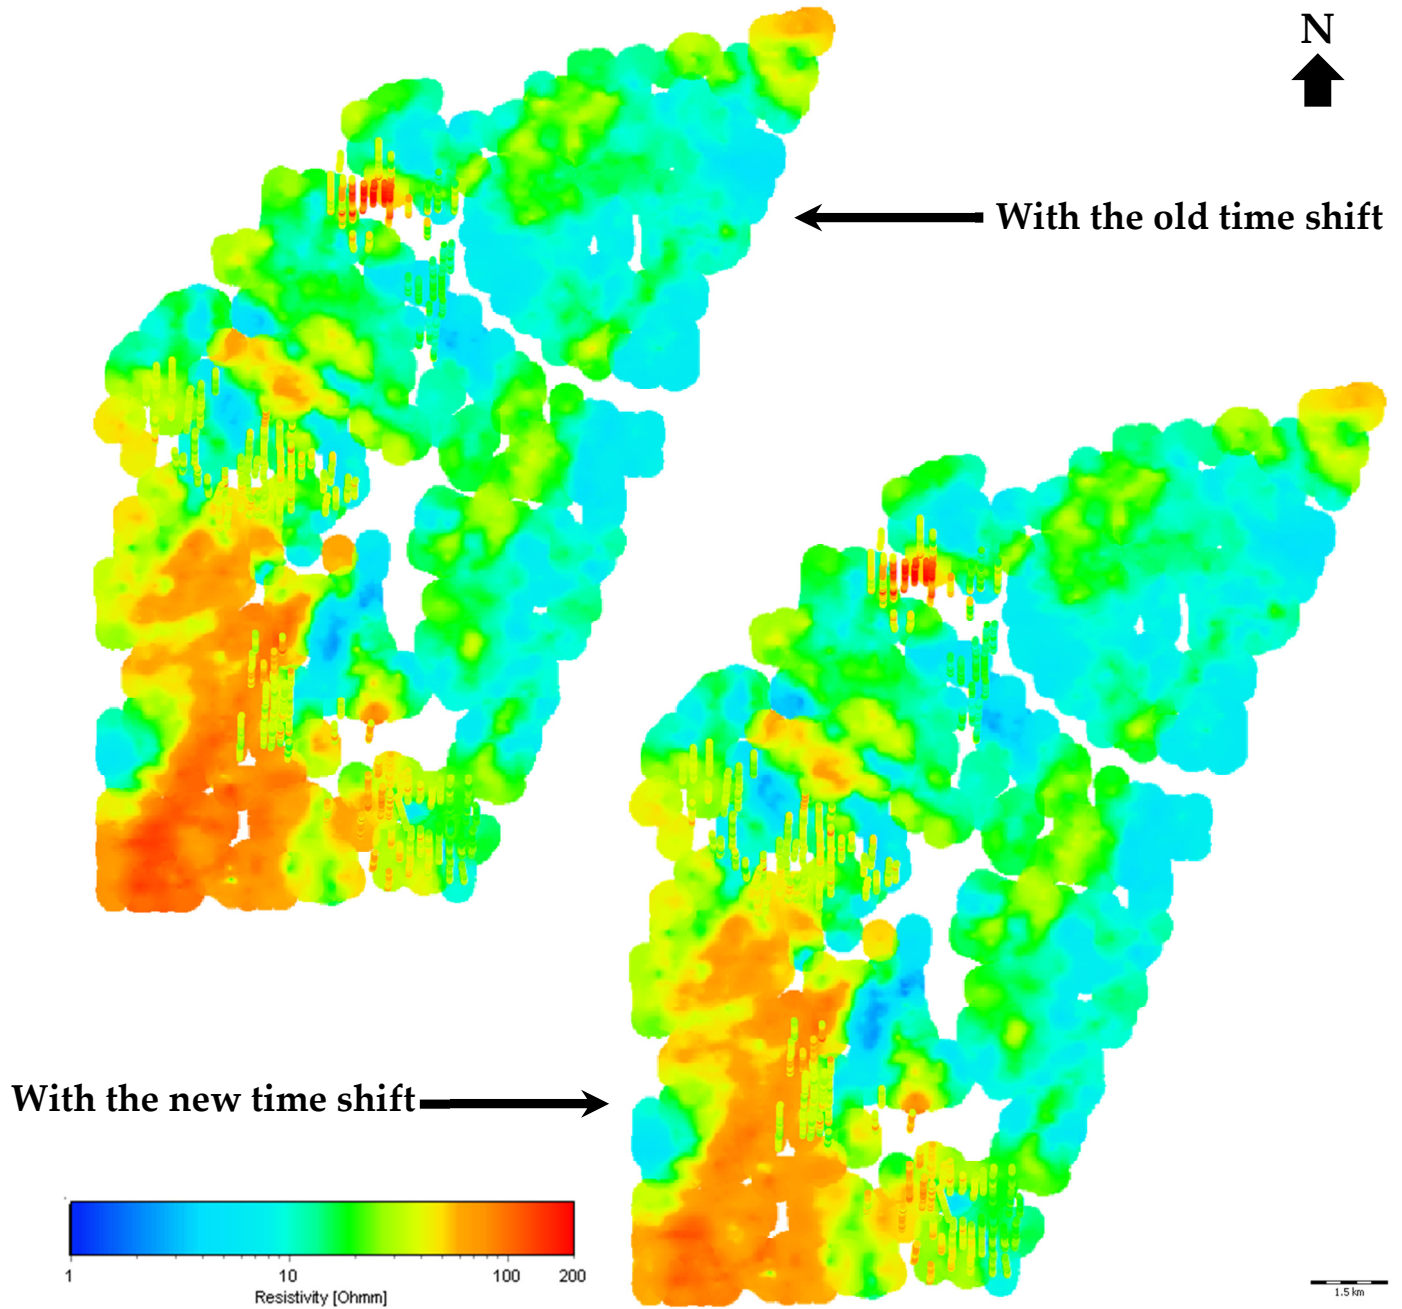 N
With the old time shift
With the new time shift
1 10 100 200
Resistivity [Ohmm]
1.5 km